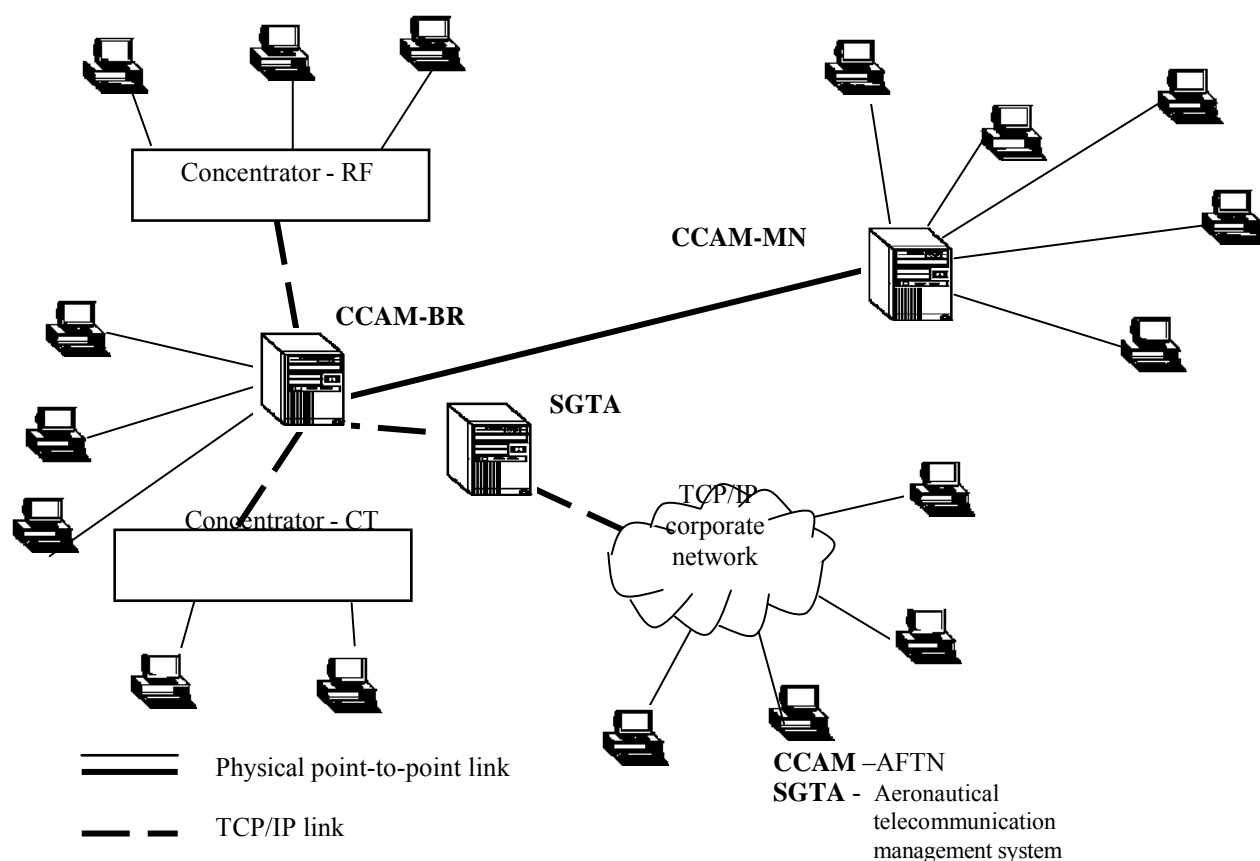 Concentrator - RF
CCAM-MN
CCAM-BR
SGTA
Concentrator - CT
TCP/IP
corporate
network
Physical point-to-point link
TCP/IP link
CCAM –AFTN
SGTA - Aeronautical
telecommunication
management system